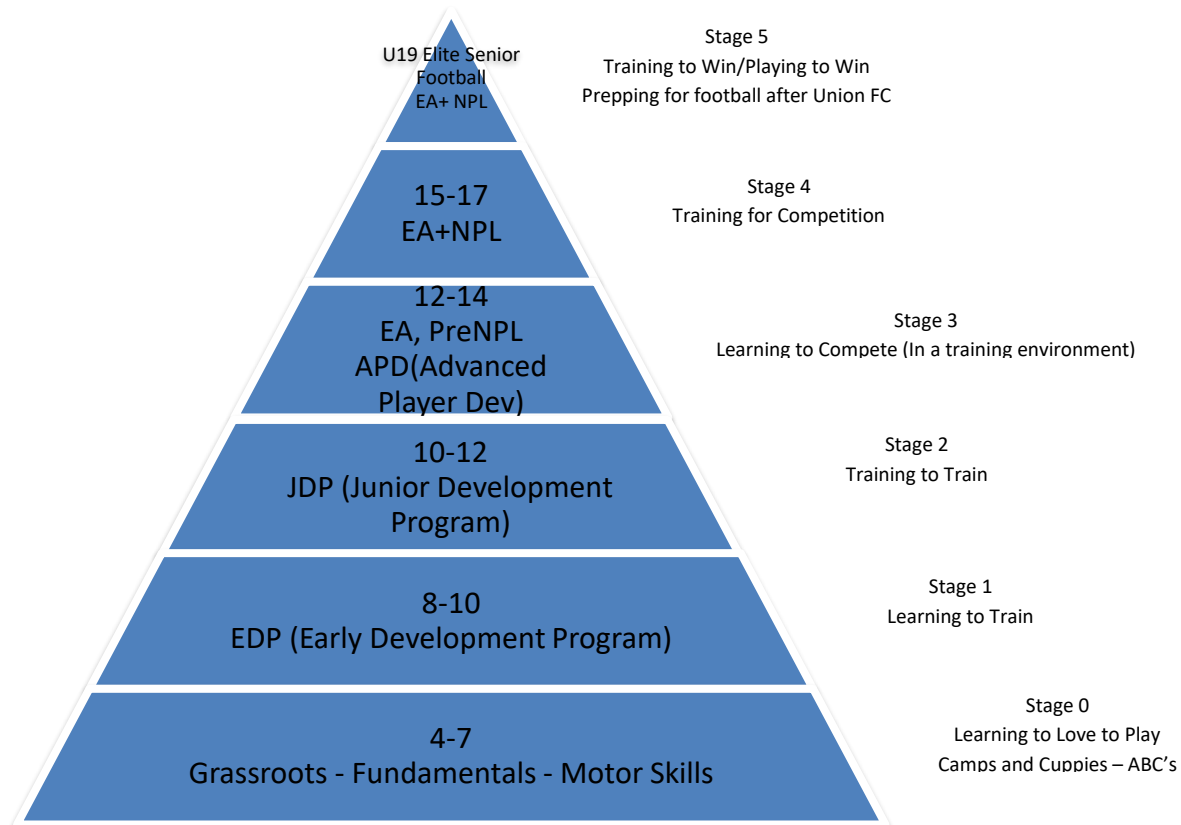 U19 Elite Senior
Football
EA+ NPL
Stage 5
Training to Win/Playing to Win
Prepping for football after Union FC
15-17
EA+NPL
Stage 4
Training for Competition
12-14
EA, PreNPL
APD(Advanced
Player Dev)
Stage 3
Learning to Compete (In a training environment)
10-12
JDP (Junior Development
Program)
Stage 2
Training to Train
8-10
EDP (Early Development Program)
Stage 1
Learning to Train
4-7
Grassroots - Fundamentals - Motor Skills
Stage 0
Learning to Love to Play
Camps and Cuppies – ABC's